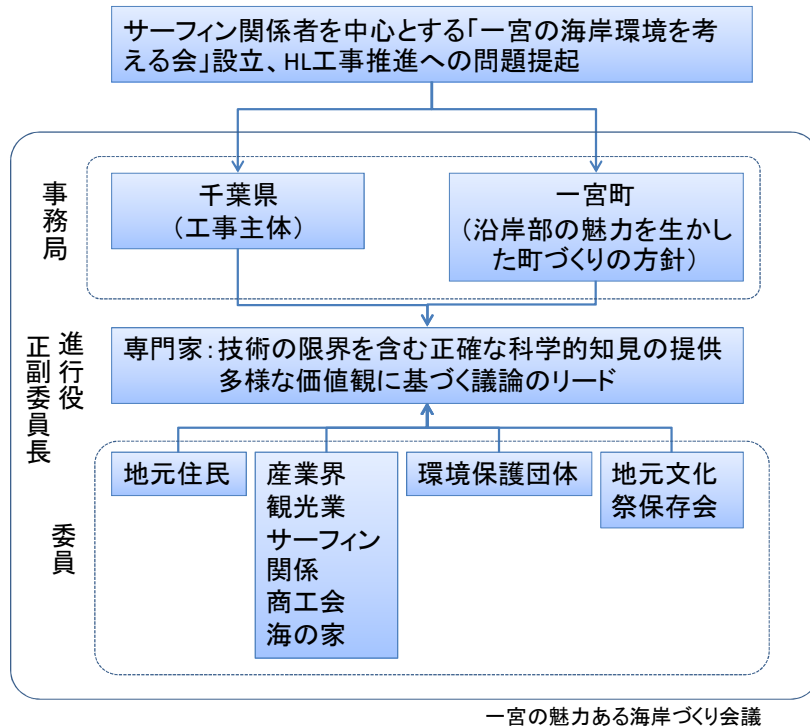 サーフィン関係者を中心とする「一宮の海岸環境を考
える会」設立、HL工事推進への問題提起
事務局
千葉県
（工事主体）
一宮町
（沿岸部の魅力を生かし
た町づくりの方針）
進行役
正副委員長
専門家：技術の限界を含む正確な科学的知見の提供
多様な価値観に基づく議論のリード
委員
地元住民
産業界
観光業
サーフィン
関係
商工会
海の家
環境保護団体
地元文化
祭保存会
一宮の魅力ある海岸づくり会議